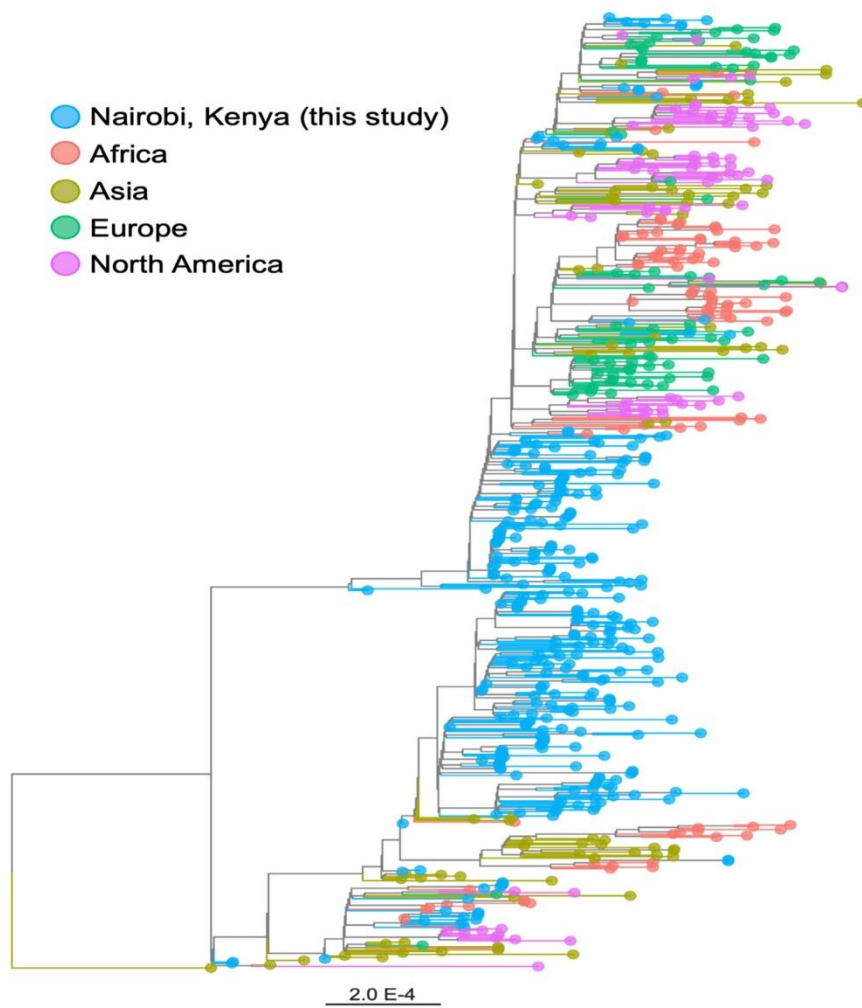 Nairobi, Kenya (this study)
Africa
Asia
Europe
North America
2.0 E-4